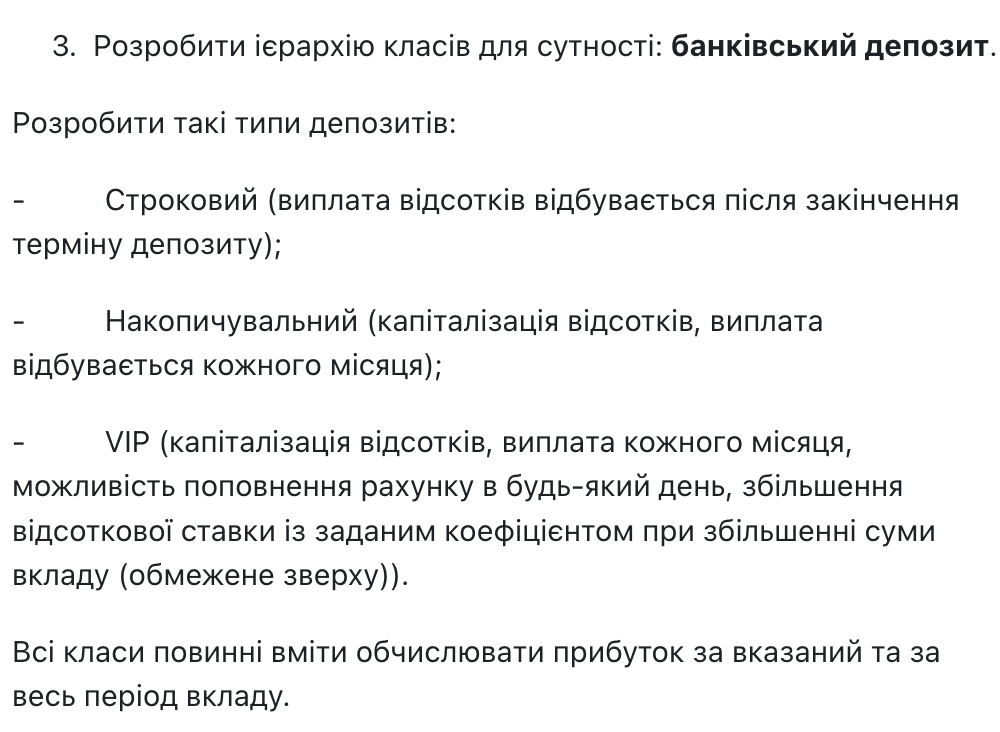 3. Розробити ієрархію класів для сутності: банківський депозит.
Розробити такі типи депозитів:
- Строковий (виплата відсотків відбувається після закінчення
терміну депозиту);
- Накопичувальний (капіталізація відсотків, виплата
відбувається кожного місяця);
- VIP (капіталізація відсотків, виплата кожного місяця,
можливість поповнення рахунку в будь-який день, збільшення
відсоткової ставки із заданим коефіцієнтом при збільшенні суми
вкладу (обмежене зверху)).
Всі класи повинні вміти обчислювати прибуток за вказаний та за
весь період вкладу.